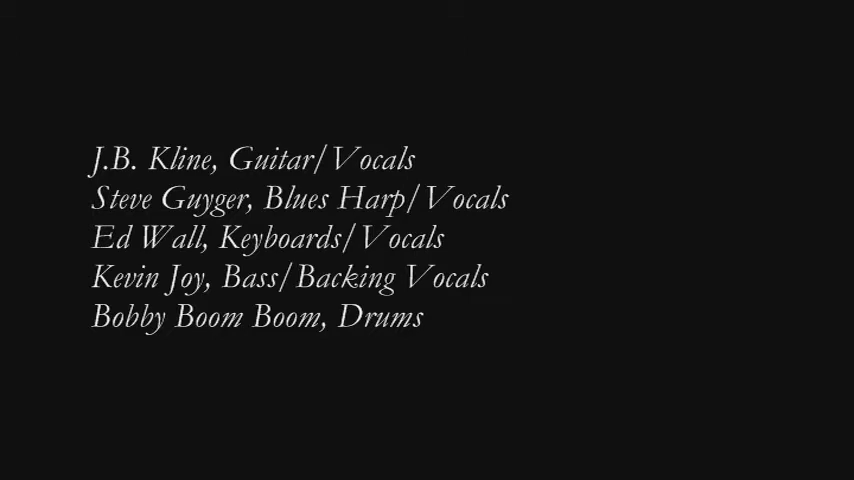 J.B. Kline, Guitar/Vocals
Steve Guyger, Blues Harp/Vocals
Ed Wall, Keyboards/Vocals
Kevin Joy, Bass/Backing Vocals
Bobby Boom Boom, Drums